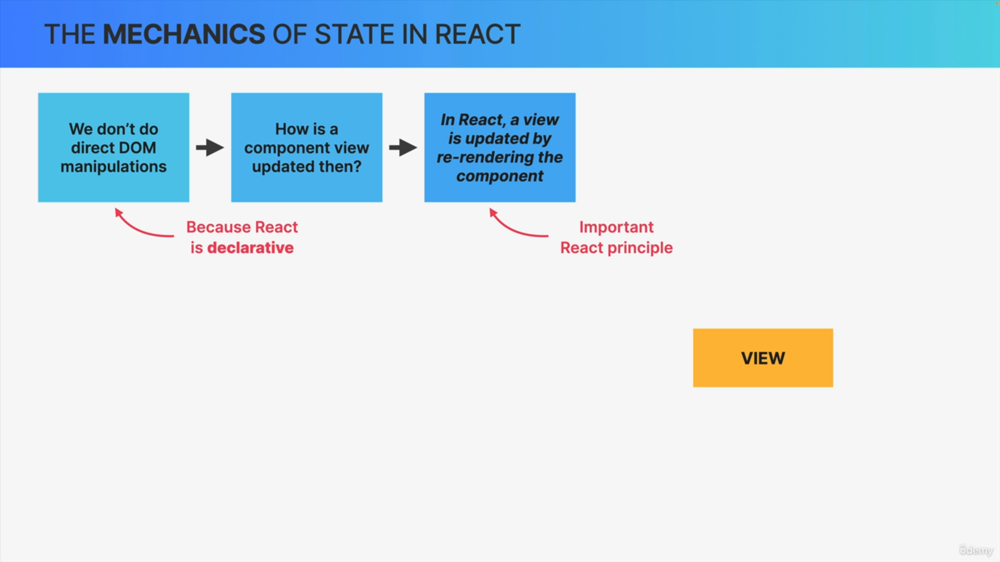 THE MECHANICS OF STATE IN REACT
We don’t do
direct DOM
manipulations
How is a
component view
updated then?
In React, a view
is updated by
re-rendering the
component
Because React
is declarative
Important
React principle
VIEW
ûdemy